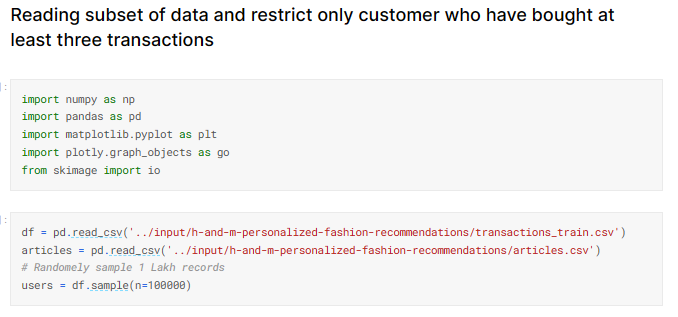 Reading subset of data and restrict only customer who have bought at
least three transactions
]:
import numpy as np
import pandas as pd
import matplotlib.pyplot as plt
import plotly.graph_objects as go
from skimage import io
]:
df = pd.read_csv('../input/h-and-m-personalized-fashion-recommendations/transactions_train.csv')
articles = pd.read_csv('../input/h-and-m-personalized-fashion-recommendations/articles.csv')
# Randomely sample 1 Lakh records
users = df.sample(n=100000)